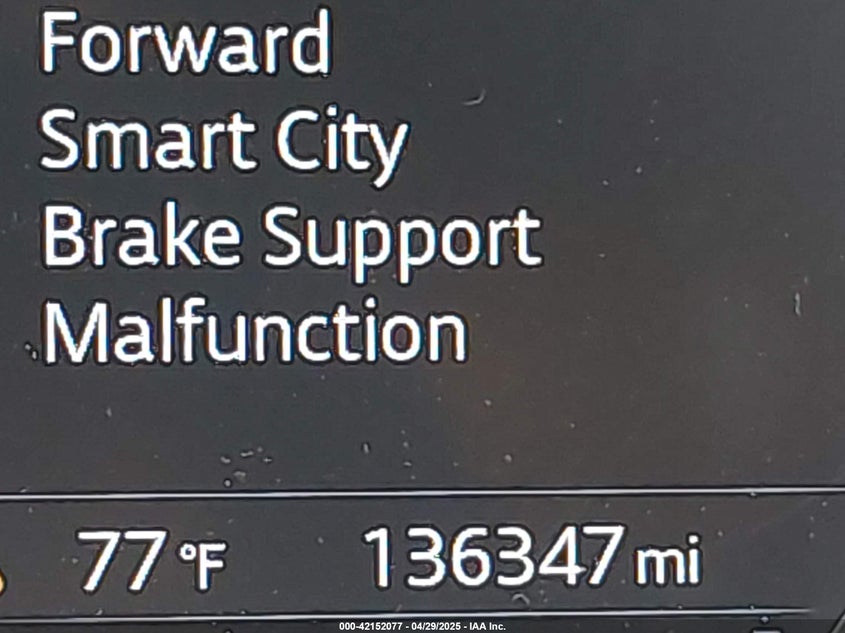 Forward
Smart City
Brake Support
Malfunction
77 °F 136347 mi
000-42152077 - 04/29/2025 - IAA Inc.